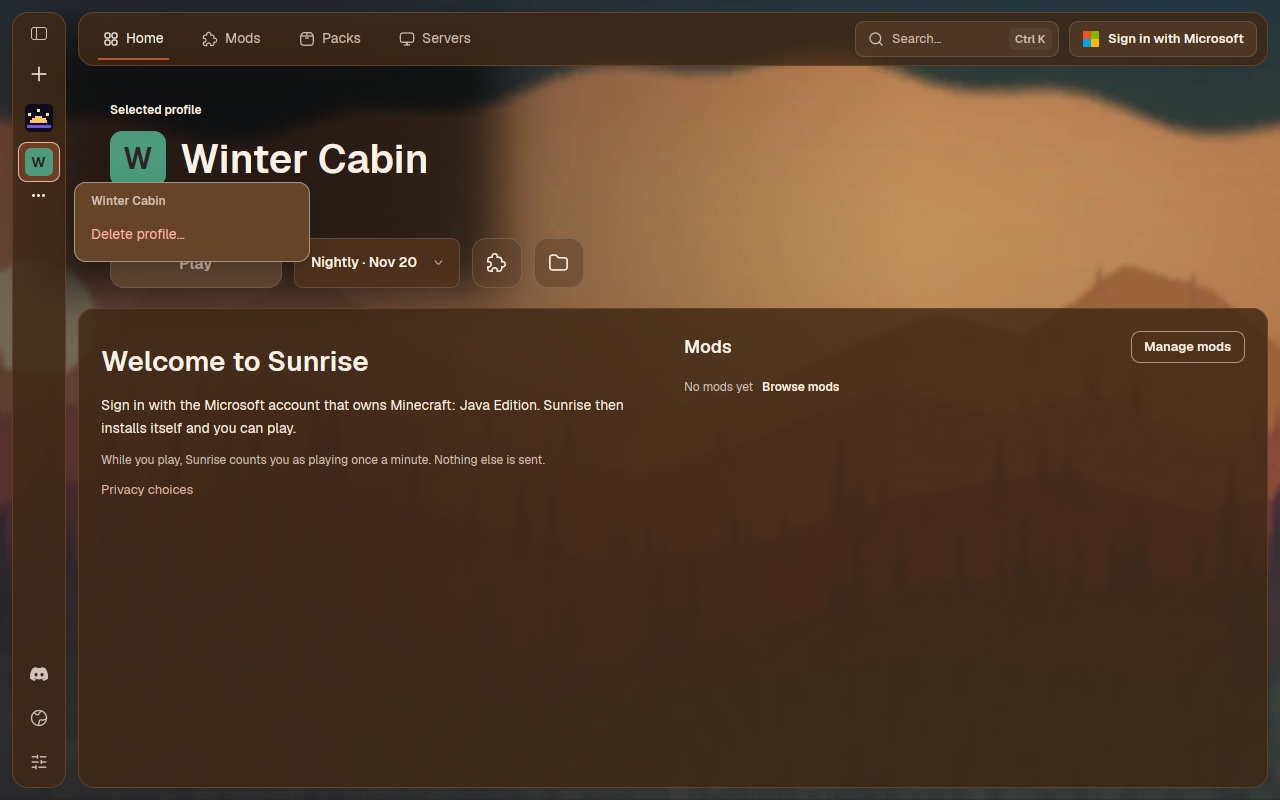 Home
Mods
Packs
Servers
Search...
Ctrl K
Sign in with Microsoft
Selected profile
W
Winter Cabin
W
Winter Cabin
Delete profile...
Play
Nightly · Nov 20
Welcome to Sunrise
Sign in with the Microsoft account that owns Minecraft: Java Edition. Sunrise then
installs itself and you can play.
While you play, Sunrise counts you as playing once a minute. Nothing else is sent.
Privacy choices
Mods
Manage mods
No mods yet Browse mods